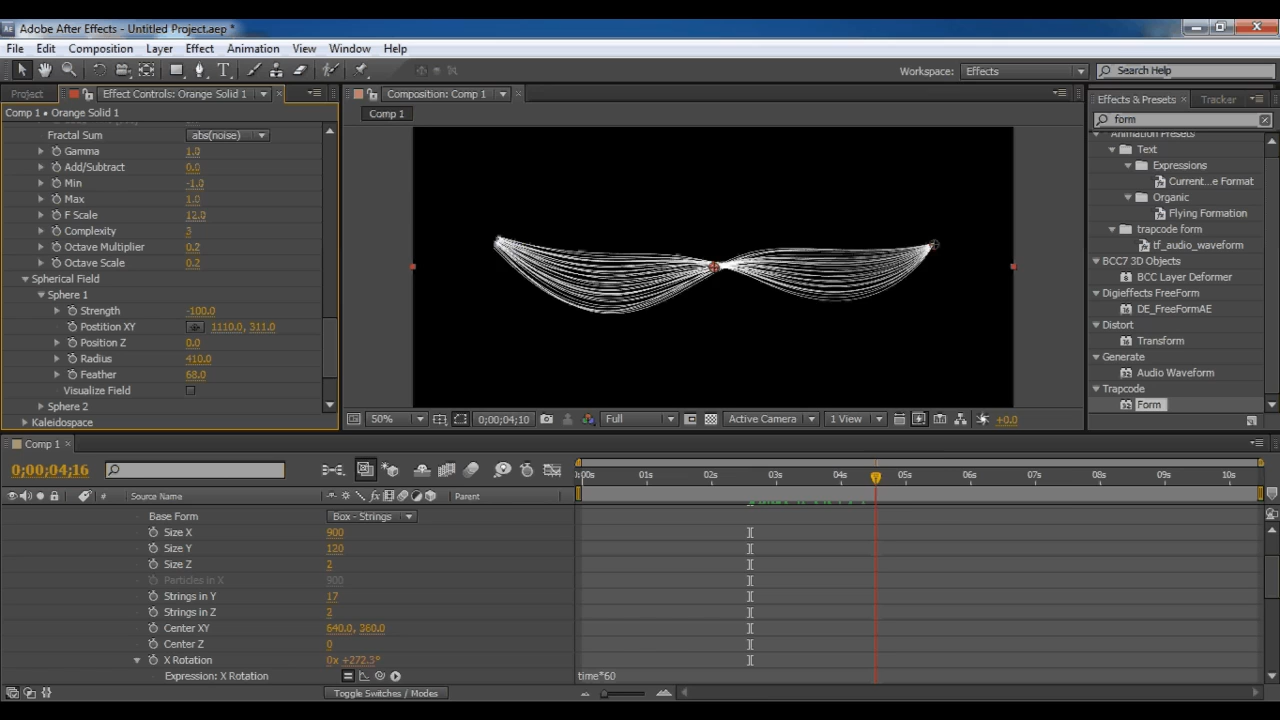 Adobe After Effects - Untitled Project.aep *
File Edit Composition Layer Effect Animation View Window Help
Workspace: Effects Search Help
Project Effect Controls: Orange Solid 1
Comp 1 • Orange Solid 1
Fractal Sum abs(noise)
Gamma 1.0
Add/Subtract 0.0
Min -1.0
Max 1.0
F Scale 12.0
Complexity 3
Octave Multiplier 0.2
Octave Scale 0.2
Spherical Field
Sphere 1
Strength -100.0
Postition XY 1110.0, 311.0
Position Z 0.0
Radius 410.0
Feather 68.0
Visualize Field
Sphere 2
Kaleidospace
Composition: Comp 1
Comp 1
50% 0;00;04;10 Full Active Camera 1 View +0.0
Effects & Presets Tracker
form
Animation Presets
Text
Expressions
Current...e Format
Organic
Flying Formation
trapcode form
tf_audio_waveform
BCC7 3D Objects
BCC Layer Deformer
Digieffects FreeForm
DE_FreeFormAE
Distort
Transform
Generate
Audio Waveform
Trapcode
Form
Comp 1
0;00;04;16
:00s 01s 02s 03s 04s 05s 06s 07s 08s 09s 10s
# Source Name Parent
Base Form Box - Strings
Size X 900
Size Y 120
Size Z 2
Particles in X 900
Strings in Y 17
Strings in Z 2
Center XY 640.0, 360.0
Center Z 0
X Rotation 0x +272.3°
Expression: X Rotation time*60
Toggle Switches / Modes